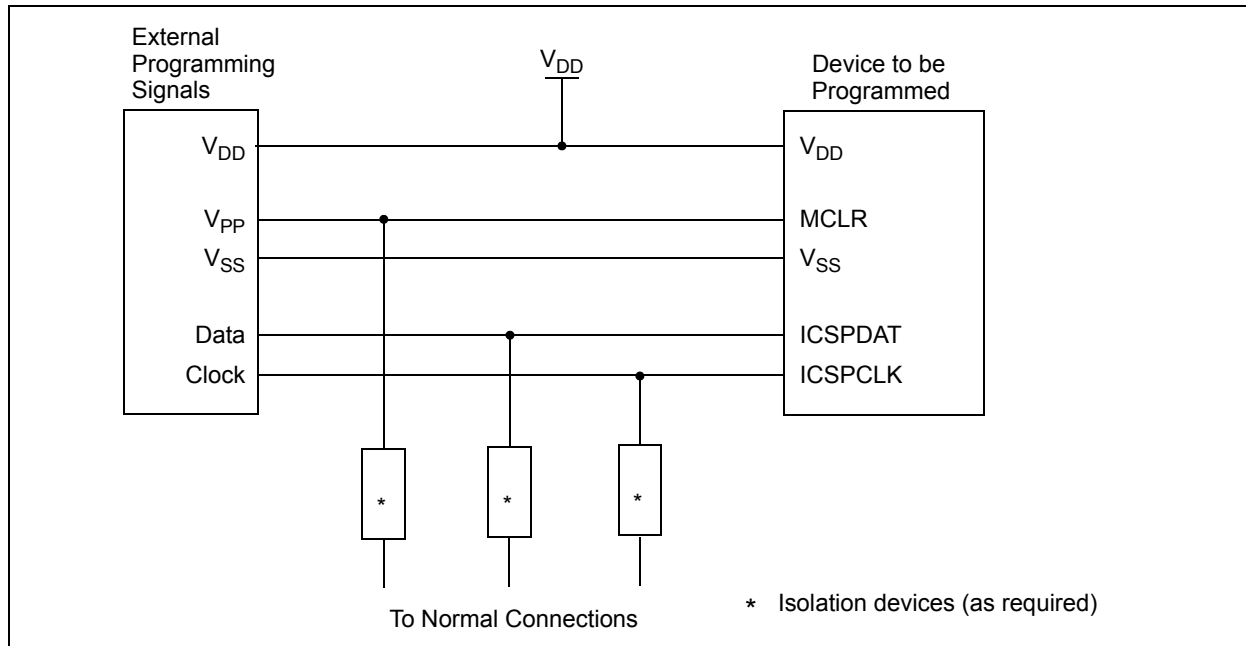 External
Programming
Signals
VDD
Device to be
Programmed
VDD
VDD
VPP
MCLR
VSS
VSS
Data
ICSPDAT
Clock
ICSPCLK
*
*
*
To Normal Connections
* Isolation devices (as required)